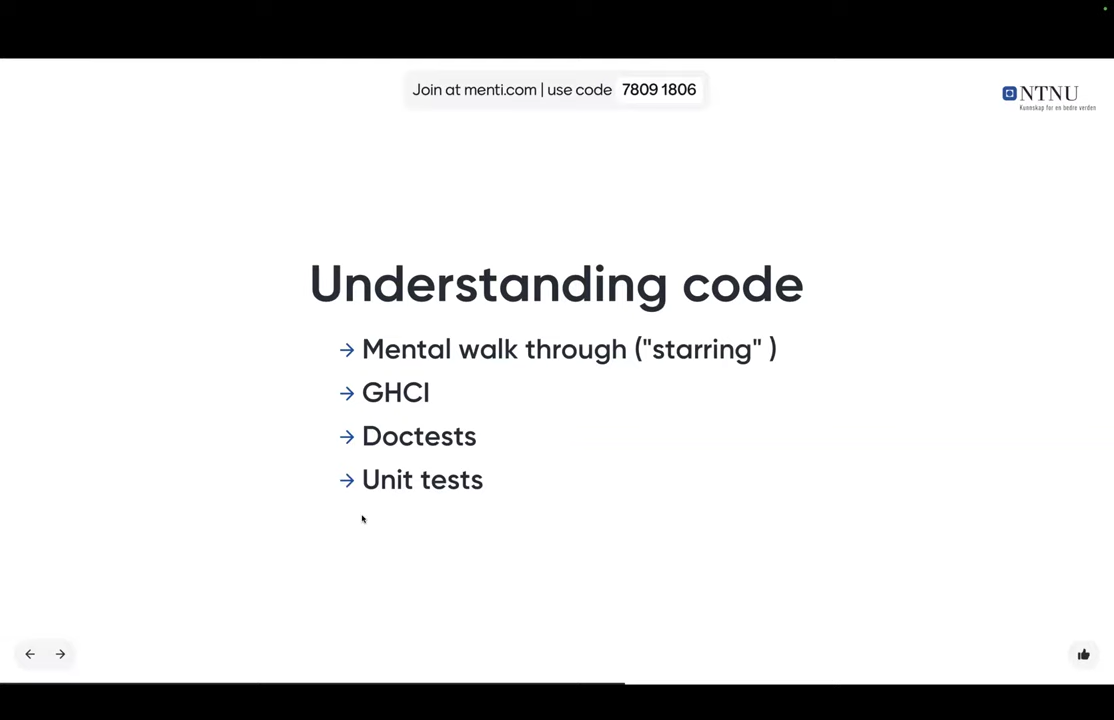 Join at menti.com | use code 7809 1806
NTNU
Kunnskap for en bedre verden
Understanding code
→ Mental walk through ("starring" )
→ GHCI
→ Doctests
→ Unit tests